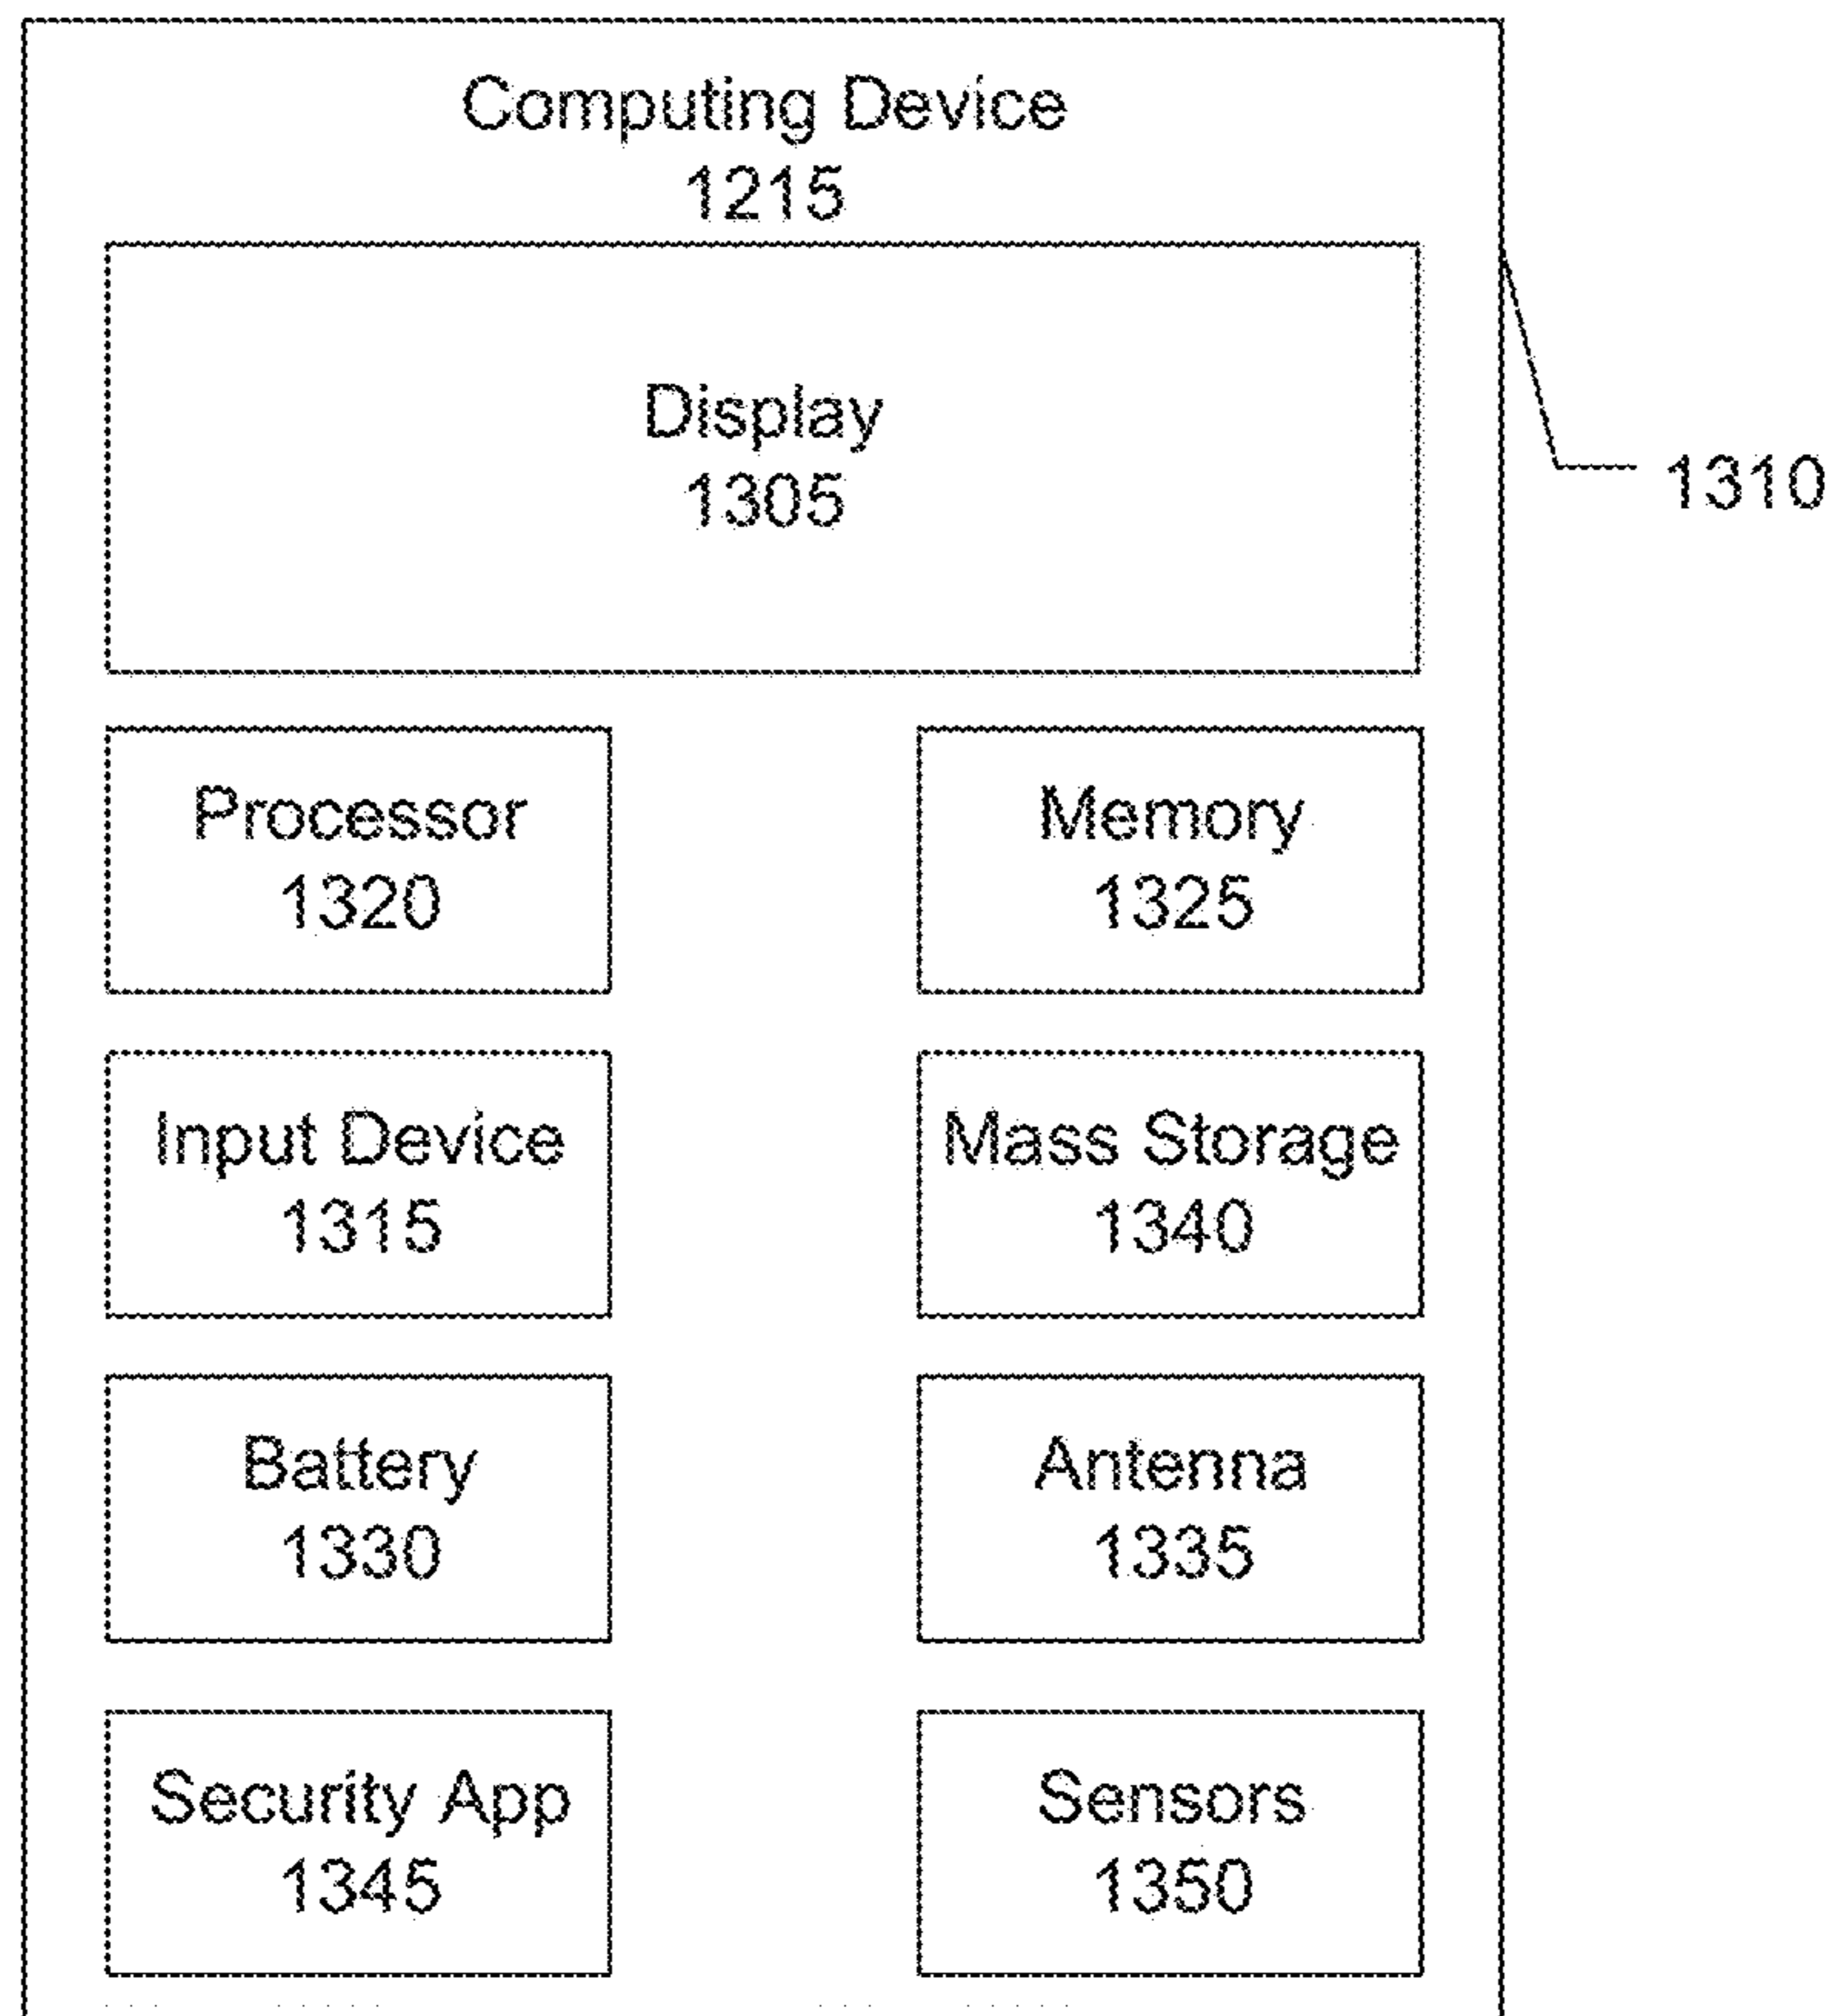 Computing Device
1215
Display
1305
1310
Processor
1320
Memory
1325
Input Device
1315
Mass Storage
1340
Battery
1330
Antenna
1335
Security App
1345
Sensors
1350